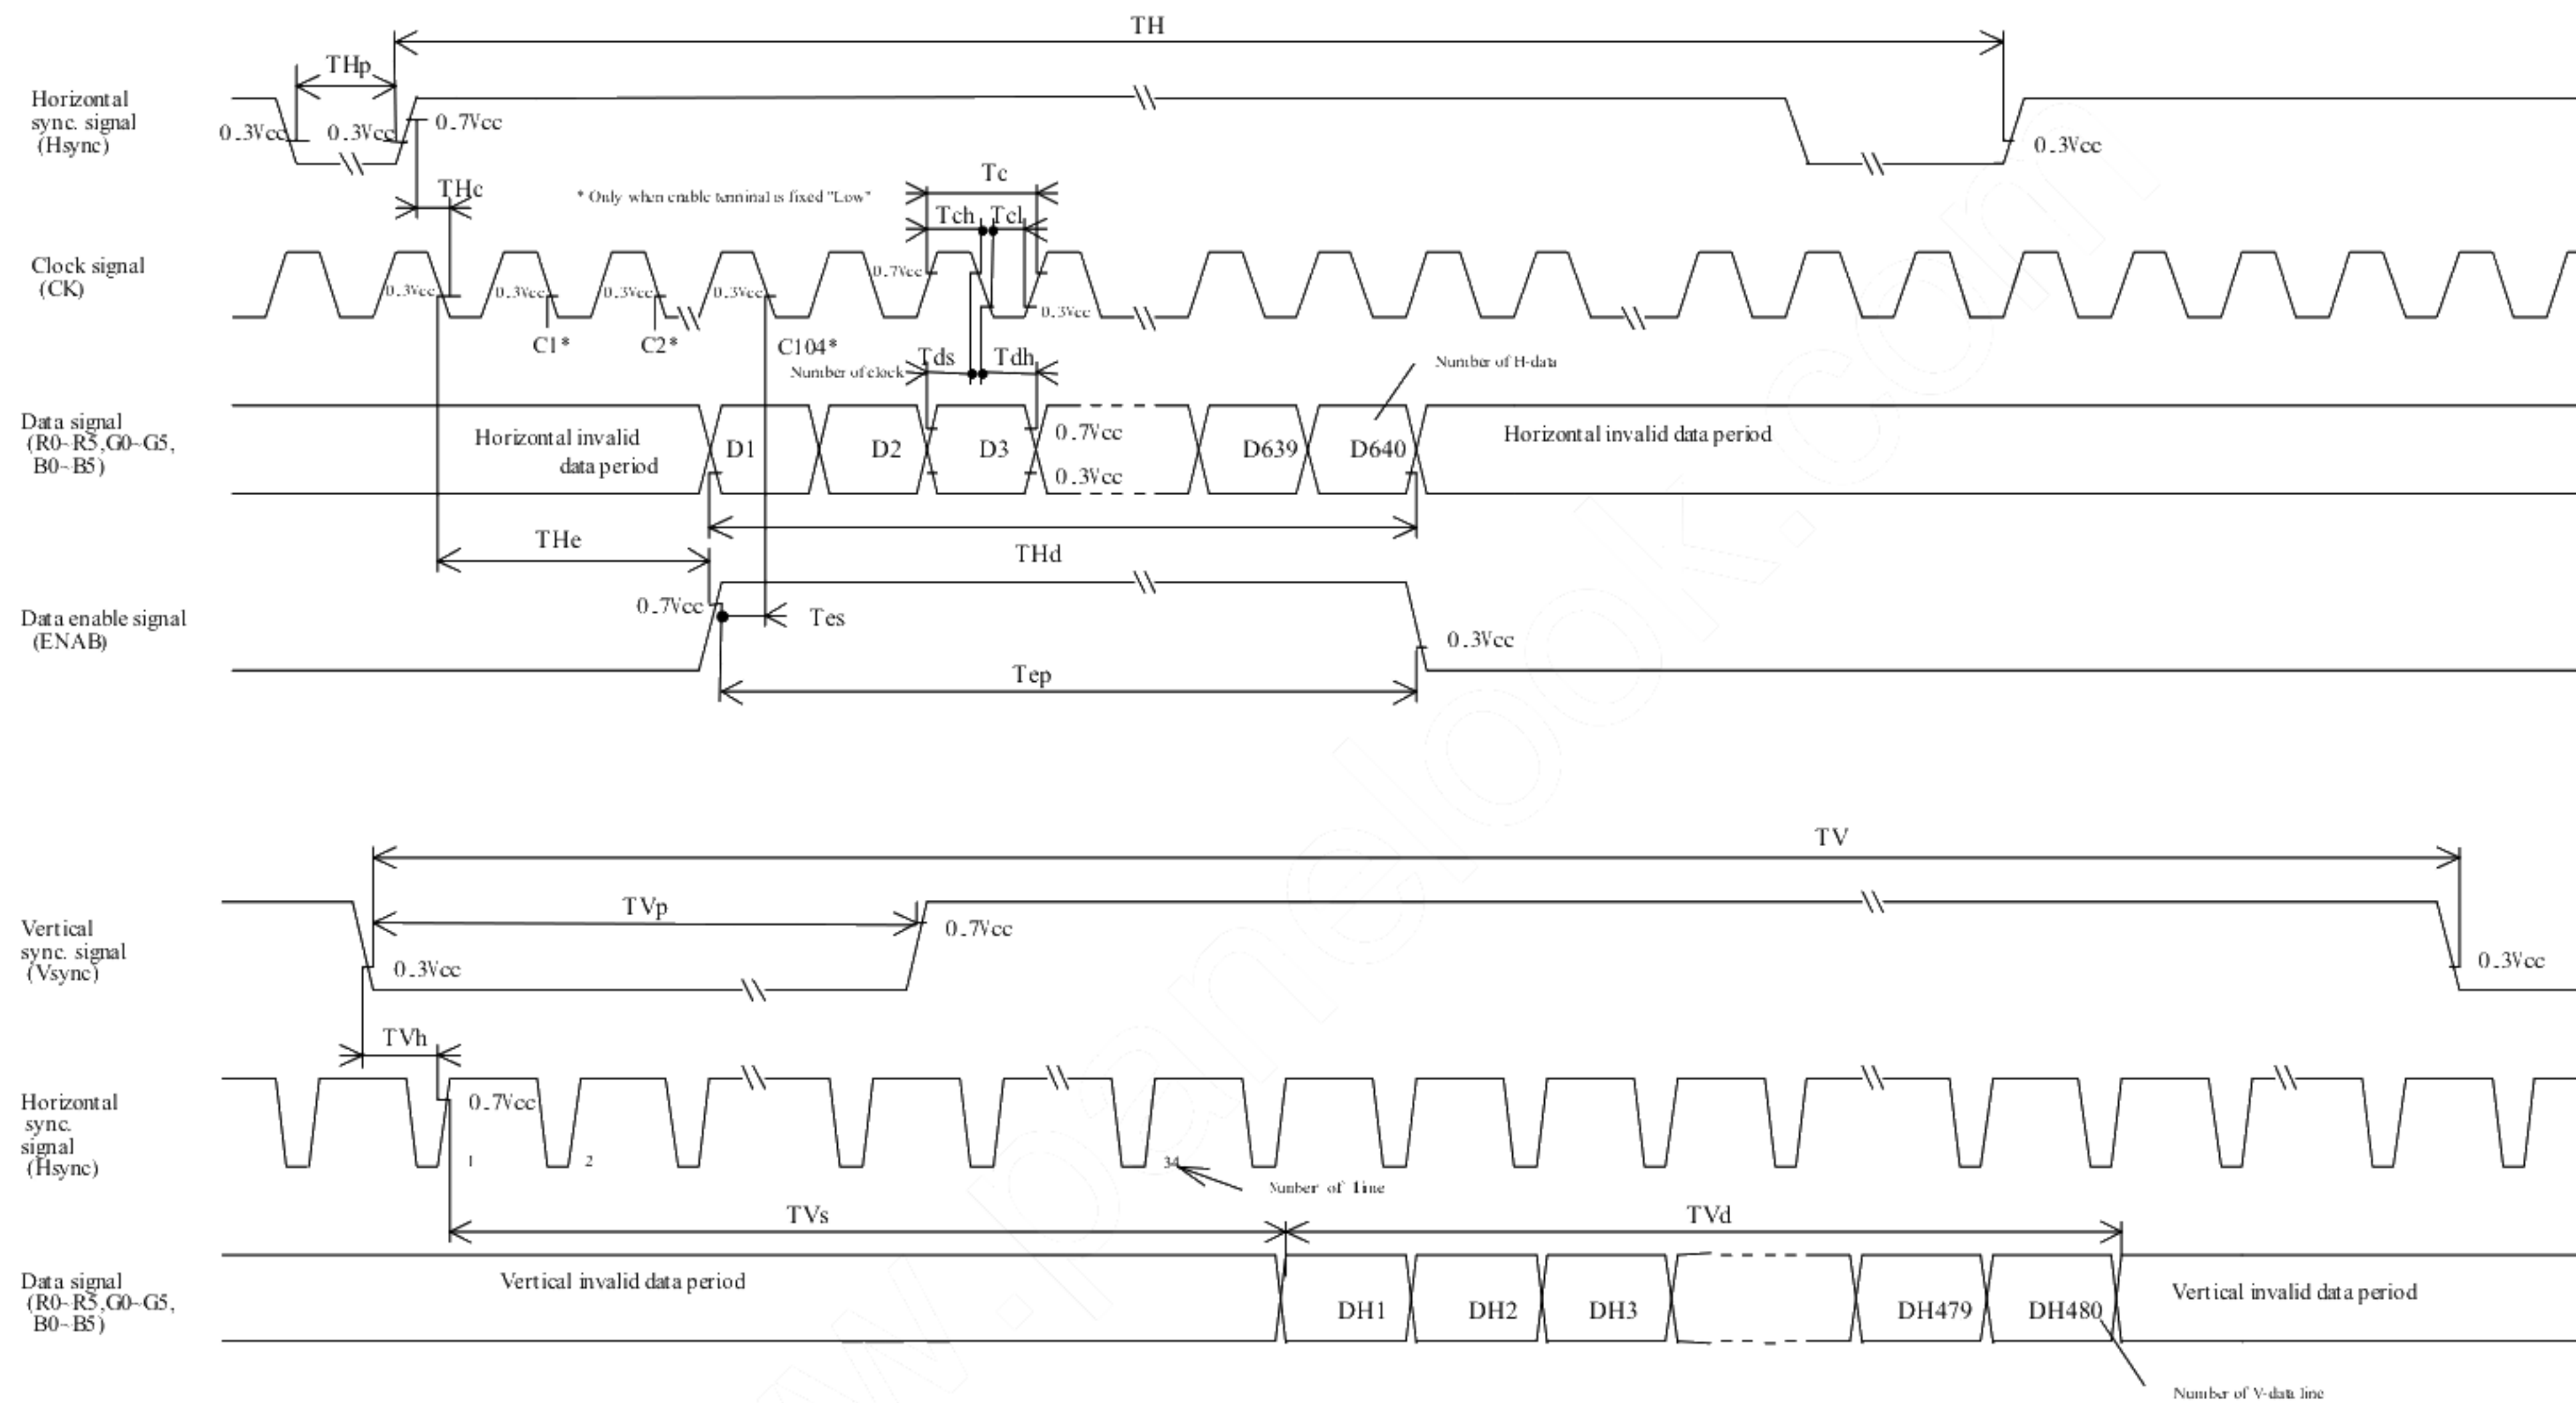 TH
THp
Horizontal
sync. signal
(Hsync)
0.3Vcc
0.3Vcc
0.7Vcc
0.3Vcc
THc
* Only when enable terminal is fixed "Low"
Tc
Tch
Tcl
Clock signal
(CK)
0.3Vcc
0.3Vcc
0.3Vcc
0.3Vcc
0.7Vcc
0.3Vcc
C1*
C2*
C104*
Number of clock
Tds
Tdh
Number of H-data
Data signal
(R0~R5,G0~G5,
B0~B5)
Horizontal invalid
data period
D1
D2
D3
0.7Vcc
0.3Vcc
D639
D640
Horizontal invalid data period
THe
THd
Data enable signal
(ENAB)
0.7Vcc
Tes
0.3Vcc
Tep
TV
TVp
Vertical
sync. signal
(Vsync)
0.7Vcc
0.3Vcc
0.3Vcc
TVh
Horizontal
sync.
signal
(Hsync)
0.7Vcc
1
2
34
Number of line
TVs
TVd
Data signal
(R0~R5,G0~G5,
B0~B5)
Vertical invalid data period
DH1
DH2
DH3
DH479
DH480
Vertical invalid data period
Number of V-data line
w.panelook.com